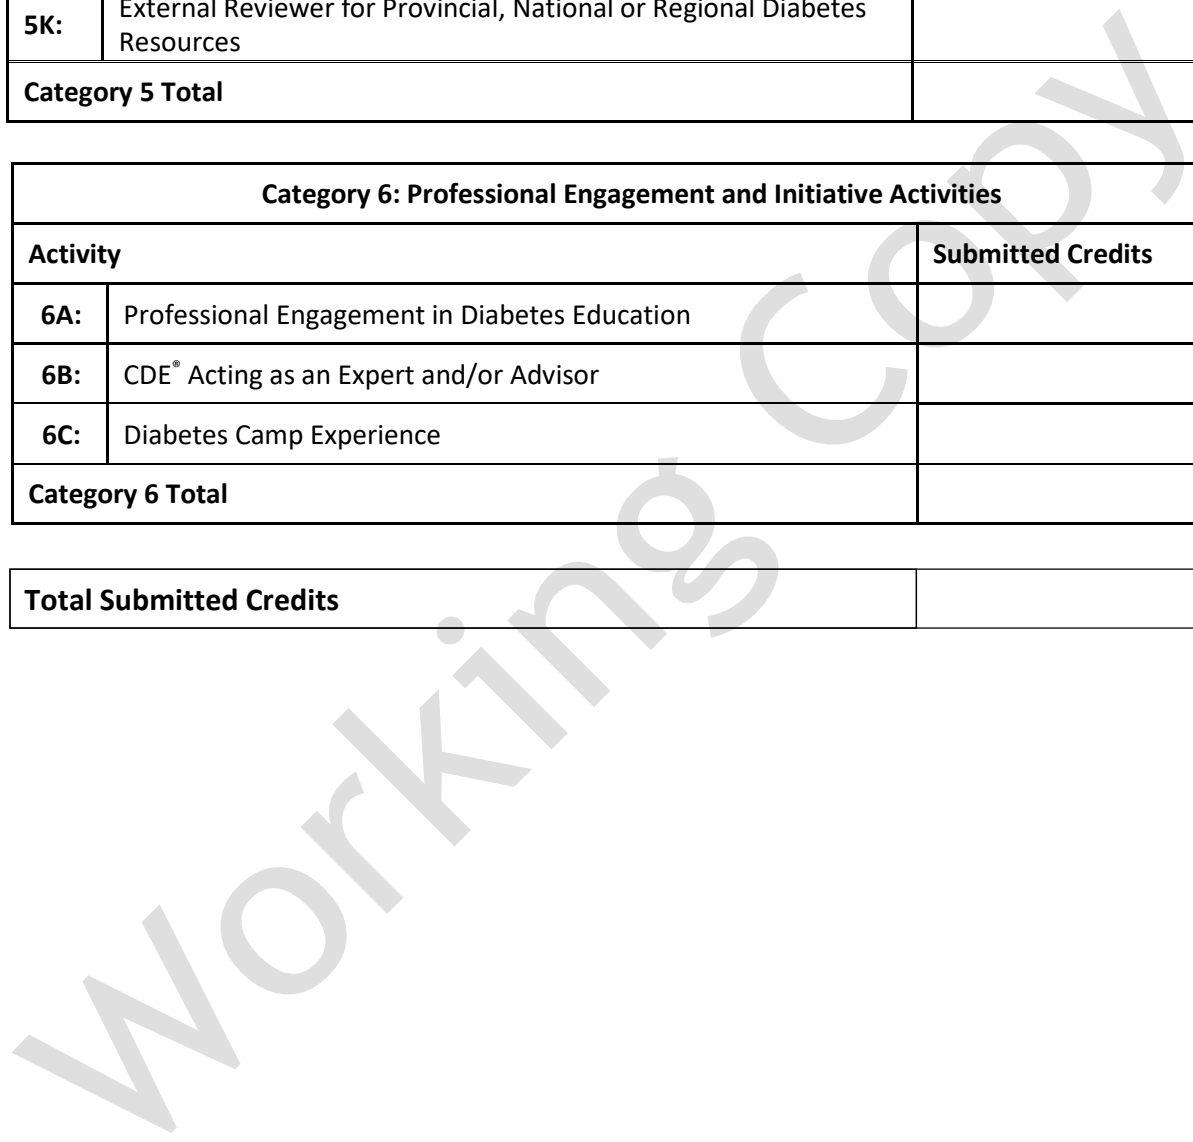 5K: External Reviewer for Provincial, National or Regional Diabetes
Resources
Category 5 Total
Category 6: Professional Engagement and Initiative Activities
Activity Submitted Credits
6A: Professional Engagement in Diabetes Education
6B: CDE® Acting as an Expert and/or Advisor
6C: Diabetes Camp Experience
Category 6 Total
Total Submitted Credits
Working Copy